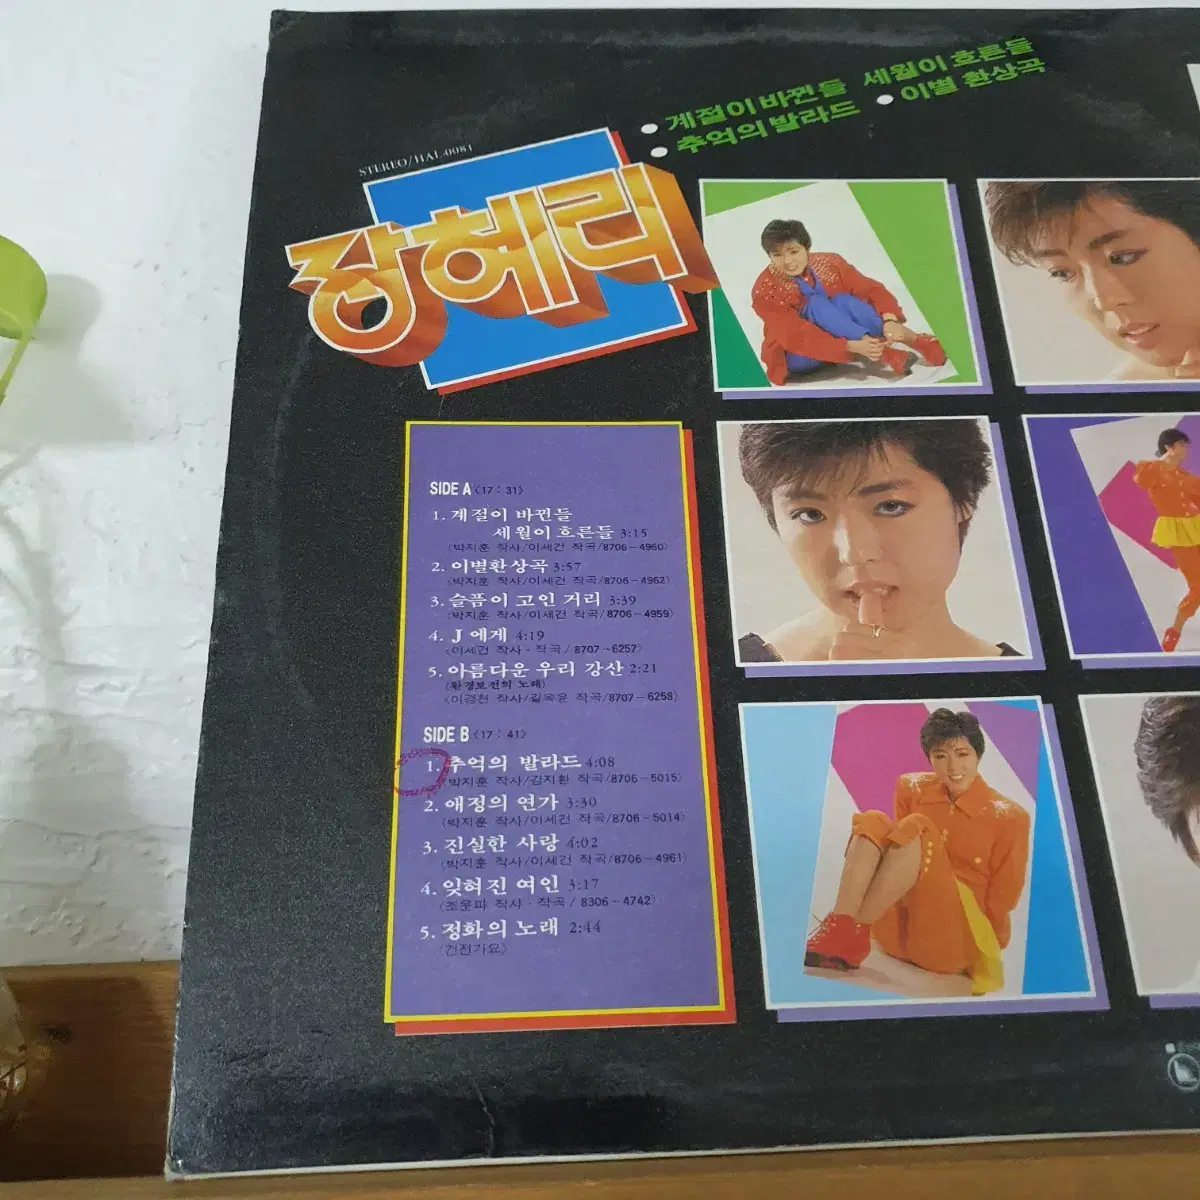 계절이 바뀐들 세월이 흐른들
추억의 발라드 이별 환상곡
STEREO/HAL-0081
장혜리
SIDE A〈17 : 31〉
1. 계절이 바뀐들
세월이 흐른들 3:15
〈박지훈 작사/이세건 작곡/8706-4960〉
2. 이별환상곡 3:57
〈박지훈 작사/이세건 작곡/8706-4962〉
3. 슬픔이 고인 거리 3:39
〈박지훈 작사/이세건 작곡/8706-4959〉
4. J 에게 4:19
〈이세건 작사·작곡/ 8707-6257〉
5. 아름다운 우리 강산 2:21
(환경보전의 노래)
〈이경천 작사/길옥윤 작곡/8707-6258〉
SIDE B〈17 : 41〉
1. 추억의 발라드 4:08
박지훈 작사/김지환 작곡/8706-5015〉
2. 애정의 연가 3:30
〈박지훈 작사/이세건 작곡/8706-5014〉
3. 진실한 사랑 4:02
〈박지훈 작사/이세건 작곡/8706-4961〉
4. 잊혀진 여인 3:17
〈조운파 작사·작곡/ 8306-4742〉
5. 정화의 노래 2:44
〈건전가요〉